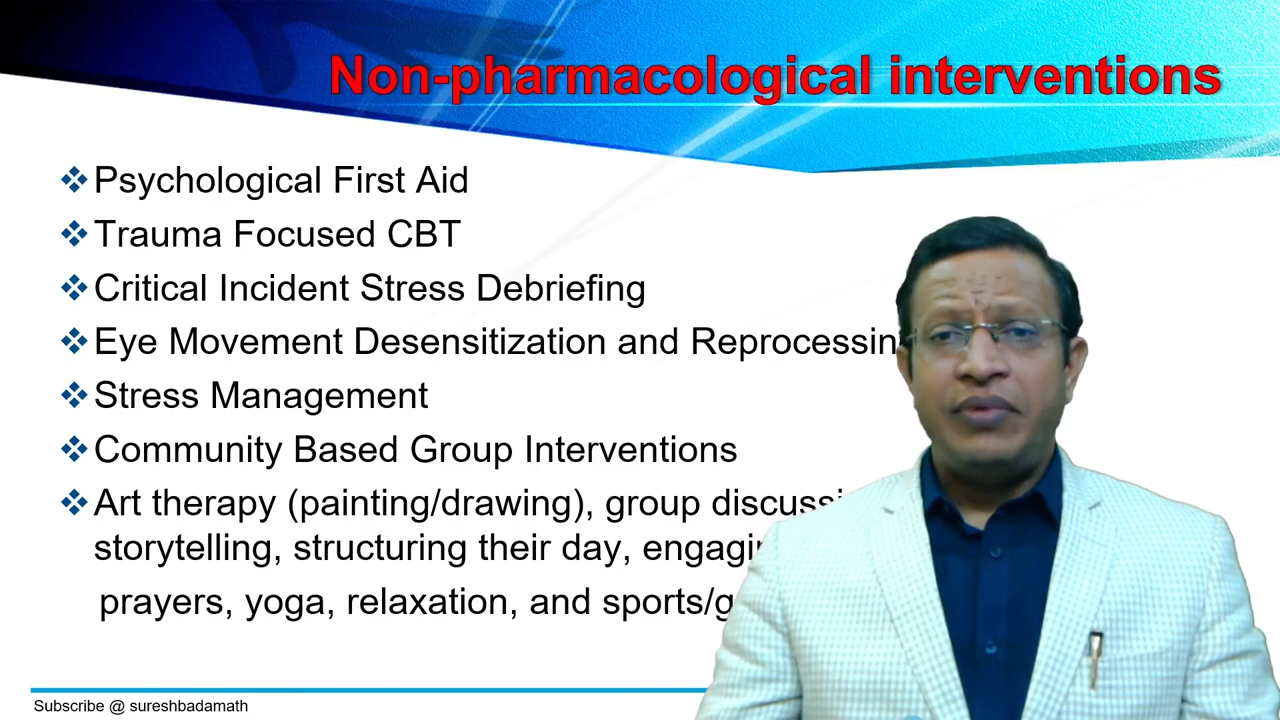 Non-pharmacological interventions
Psychological First Aid
Trauma Focused CBT
Critical Incident Stress Debriefing
Eye Movement Desensitization and
Stress Management
Community Based Group Interventions
Art therapy (painting/drawing), group
storytelling, structuring their day,
prayers, yoga, relaxation, and
Subscribe @ sureshbadamath